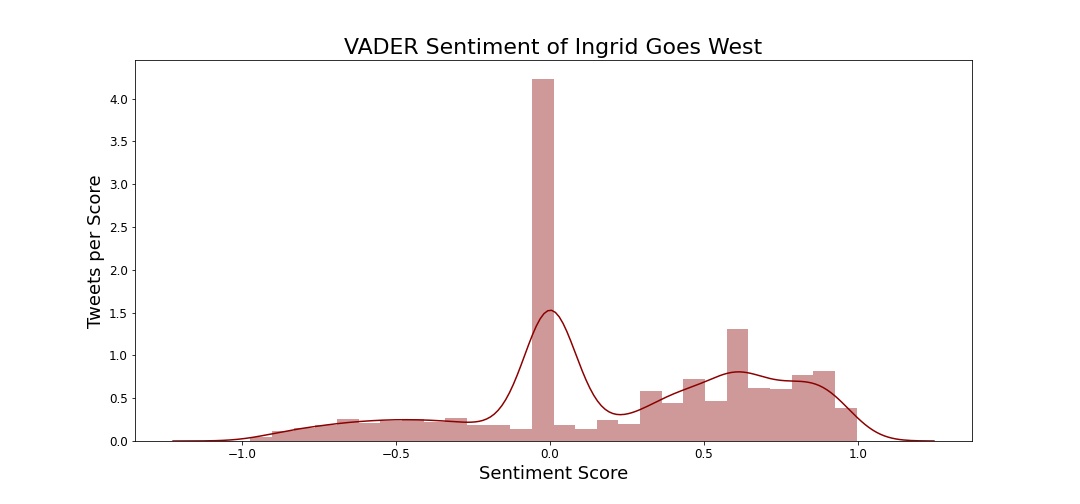 VADER Sentiment of Ingrid Goes West
Tweets per Score
4.0
3.5
3.0
2.5
2.0
1.5
1.0
0.5
0.0
−1.0 −0.5 0.0 0.5 1.0
Sentiment Score